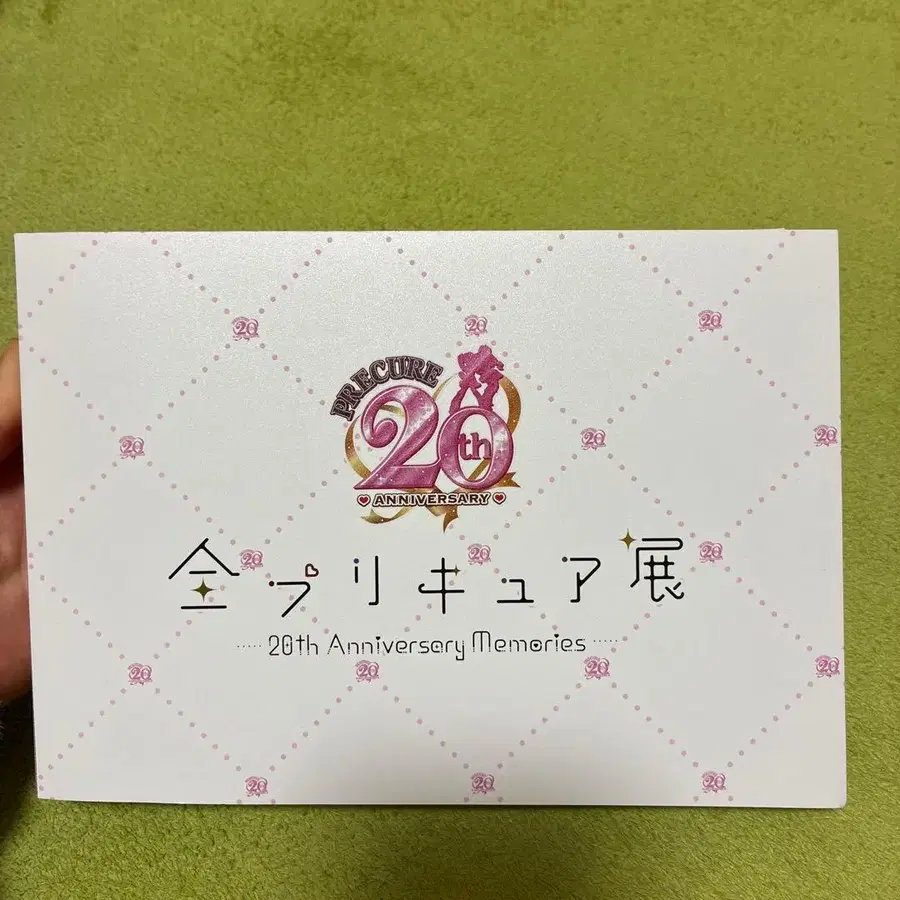 PRECURE
20th
ANNIVERSARY
全プリキュア展
20th Anniversary Memories